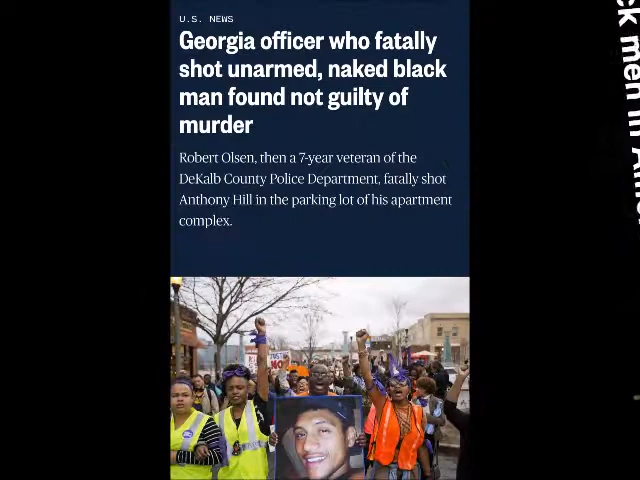 U.S. NEWS
Georgia officer who fatally
shot unarmed, naked black
man found not guilty of
murder
Robert Olsen, then a 7-year veteran of the
DeKalb County Police Department, fatally shot
Anthony Hill in the parking lot of his apartment
complex.
men in